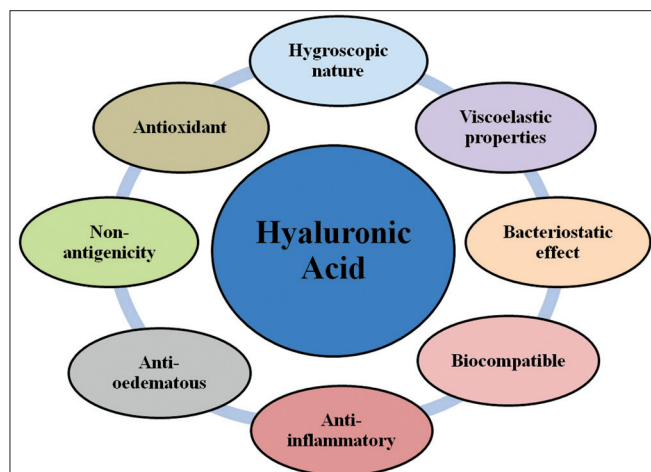 Hygroscopic
nature
Viscoelastic
properties
Bacteriostatic
effect
Biocompatible
Anti-
inflammatory
Anti-
oedematous
Non-
antigenicity
Antioxidant
Hyaluronic
Acid